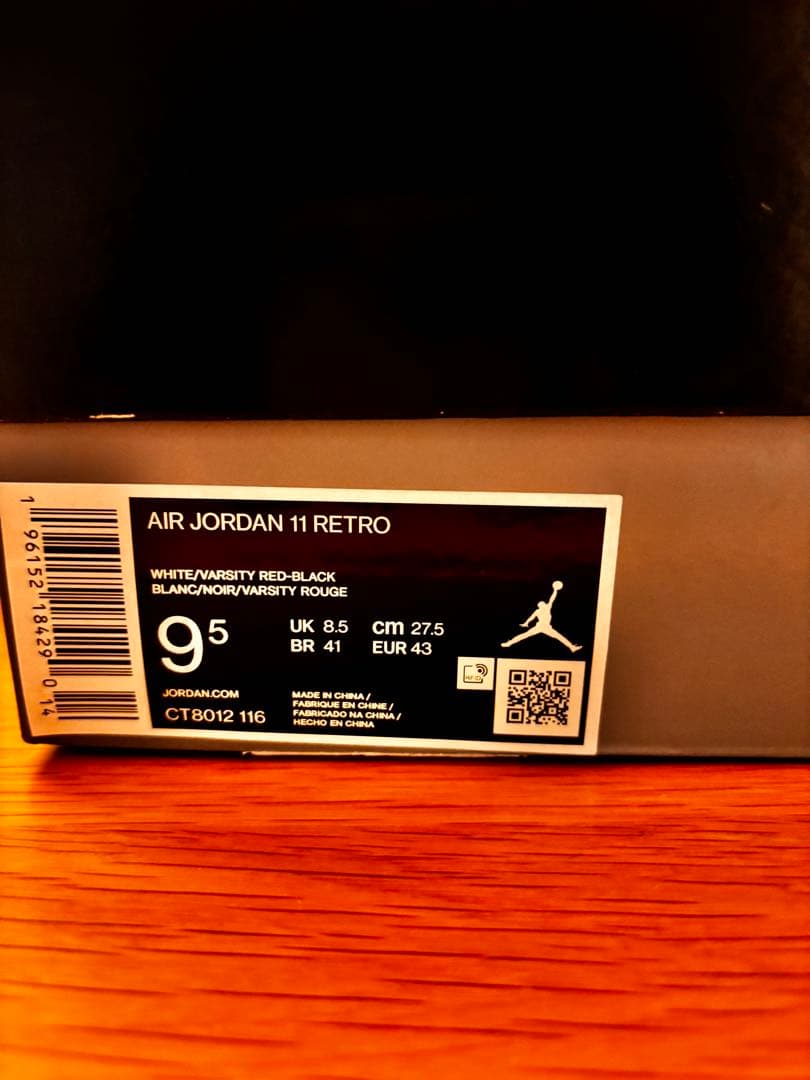 AIR JORDAN 11 RETRO
WHITE/VARSITY RED-BLACK
BLANC/NOIR/VARSITY ROUGE
9⁵
UK 8.5 cm 27.5
BR 41 EUR 43
JORDAN.COM
CT8012 116
MADE IN CHINA /
FABRIQUE EN CHINE /
FABRICADO NA CHINA /
HECHO EN CHINA
RFID
1 96152 18429 0 14